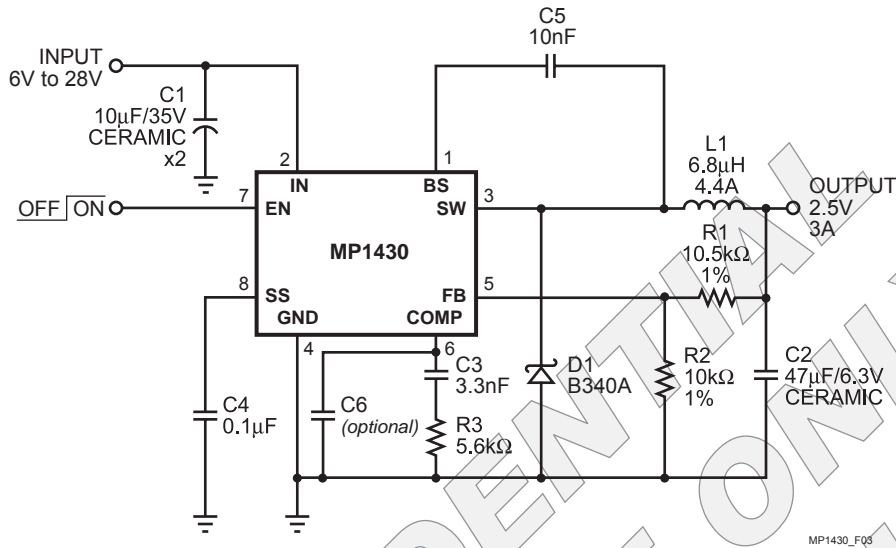 C5
10nF
INPUT
6V to 28V
C1
10µF/35V
CERAMIC
x2
2
1
L1
6.8µH
4.4A
IN
BS
OUTPUT
2.5V
3A
OFF ON
7
EN
SW
3
MP1430
R1
10.5kΩ
1%
8
SS
FB
5
GND
COMP
4
6
C3
3.3nF
D1
B340A
R2
10kΩ
1%
C2
47µF/6.3V
CERAMIC
C4
0.1µF
C6
(optional)
R3
5.6kΩ
MP1430_F03